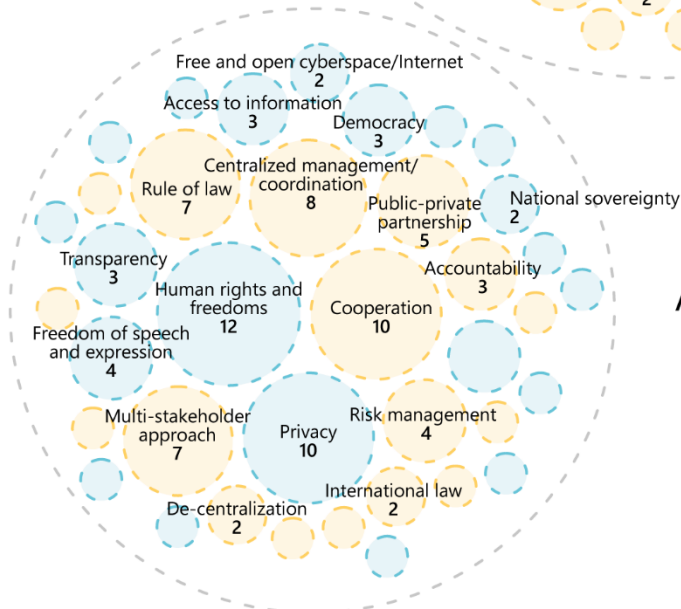 2
Free and open cyberspace/Internet
2
Access to information
3
Democracy
3
Centralized management/
coordination
8
Rule of law
7
Public-private
partnership
5
National sovereignty
2
Transparency
3
Accountability
3
Human rights and
freedoms
12
Cooperation
10
Freedom of speech
and expression
4
Multi-stakeholder
approach
7
Privacy
10
Risk management
4
International law
2
De-centralization
2